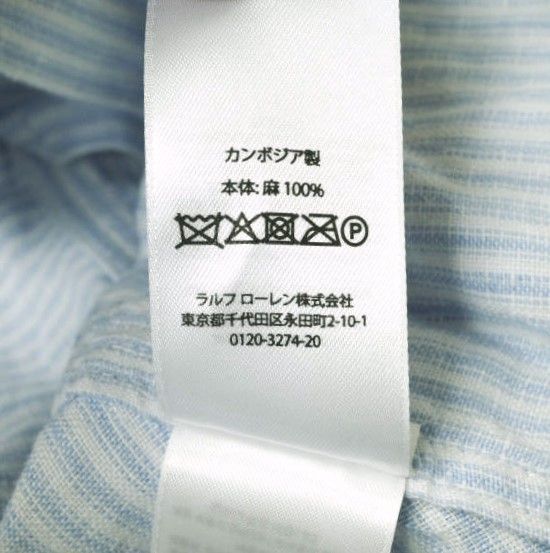 カンボジア製
本体: 麻 100%
P
ラルフ ローレン株式会社
東京都千代田区永田町2-10-1
0120-3274-20